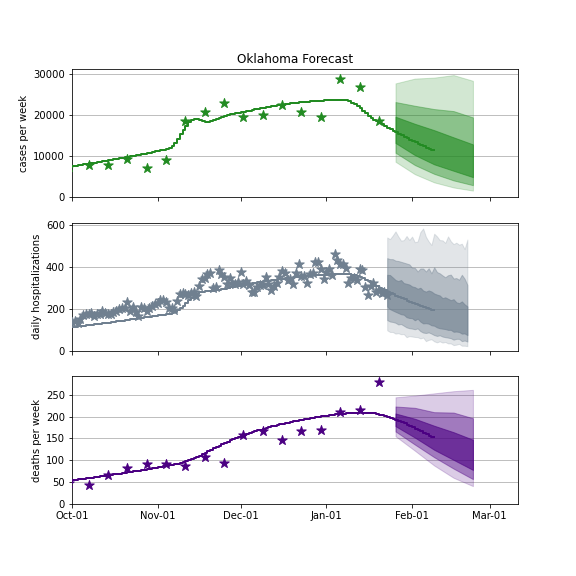 Oklahoma Forecast
30000
20000
10000
0
cases per week
600
400
200
0
daily hospitalizations
250
200
150
100
50
0
deaths per week
Oct-01 Nov-01 Dec-01 Jan-01 Feb-01 Mar-01